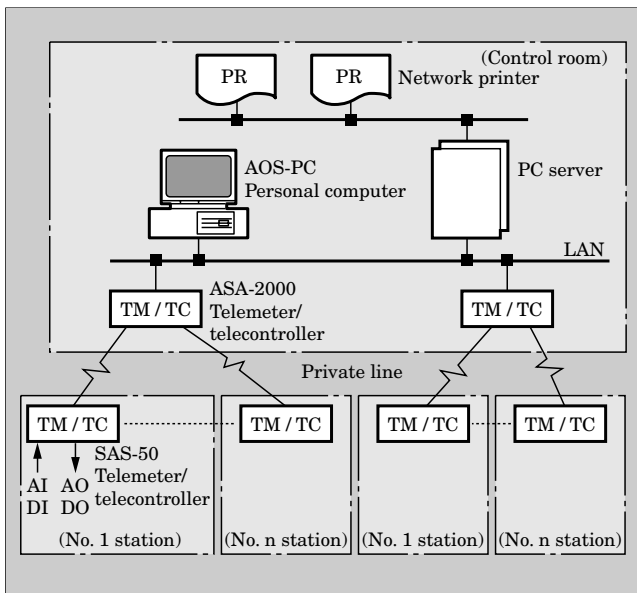 (Control room)
PR
PR
Network printer
AOS-PC
Personal computer
PC server
LAN
TM / TC
ASA-2000
Telemeter/
telecontroller
TM / TC
Private line
TM / TC
TM / TC
TM / TC
TM / TC
SAS-50
Telemeter/
telecontroller
AI
DI
AO
DO
(No. 1 station)
(No. n station)
(No. 1 station)
(No. n station)